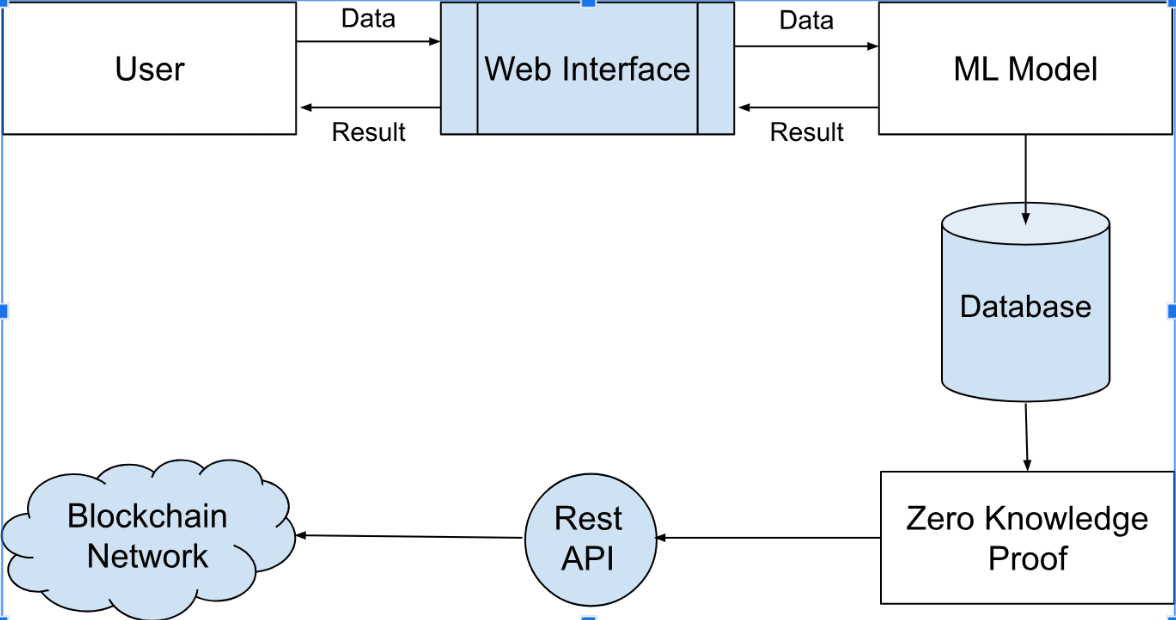 Data
Data
User
Web Interface
ML Model
Result
Result
Database
Blockchain
Network
Rest
API
Zero Knowledge
Proof